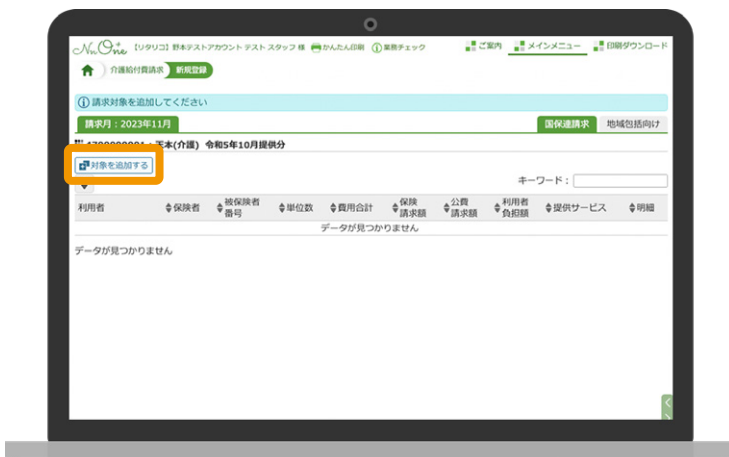 【リタリコ】 野本テストアカウント テスト スタッフ 様 かんたん印刷 業務チェック ご案内 メインメニュー 印刷ダウンロード
介護給付費請求 新規登録
請求対象を追加してください
請求月：2023年11月 国保連請求 地域包括向け
(介護) 令和5年10月提供分
対象を追加する
キーワード：
利用者 保険者 被保険者番号 単位数 費用合計 保険請求額 公費請求額 利用者負担額 提供サービス 明細
データが見つかりません
データが見つかりません